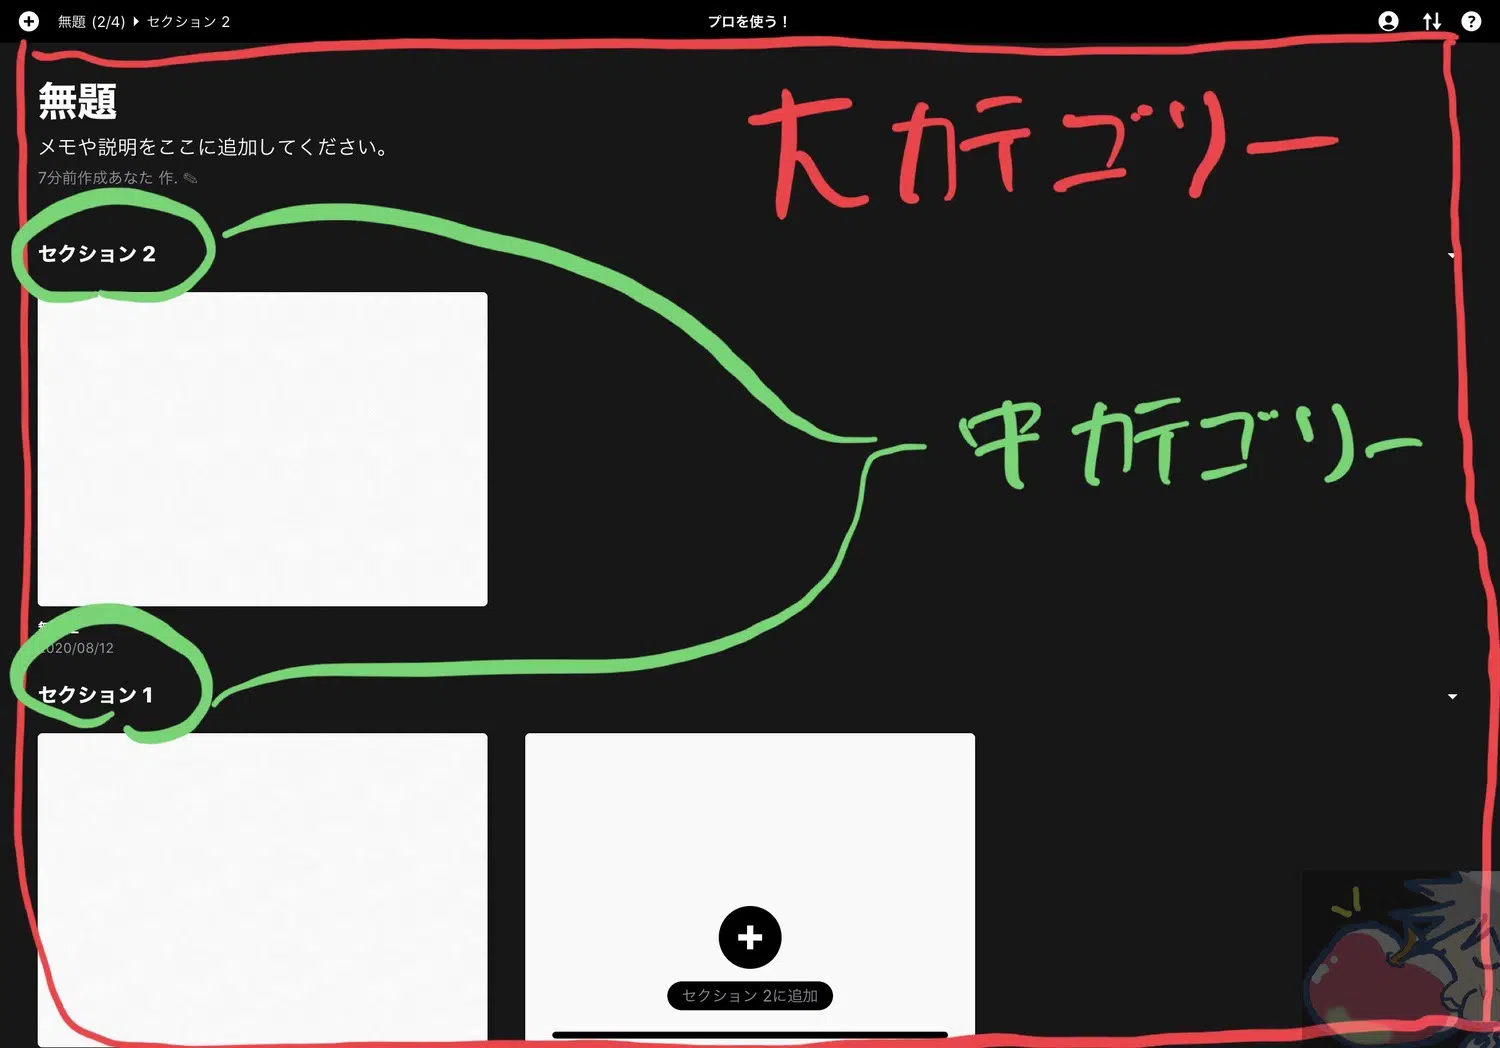 無題 (2/4) ▶ セクション 2
プロを使う！
無題
メモや説明をここに追加してください。
7分前作成あなた 作.
大カテゴリー
セクション 2
中カテゴリー
2020/08/12
セクション 1
セクション 2に追加